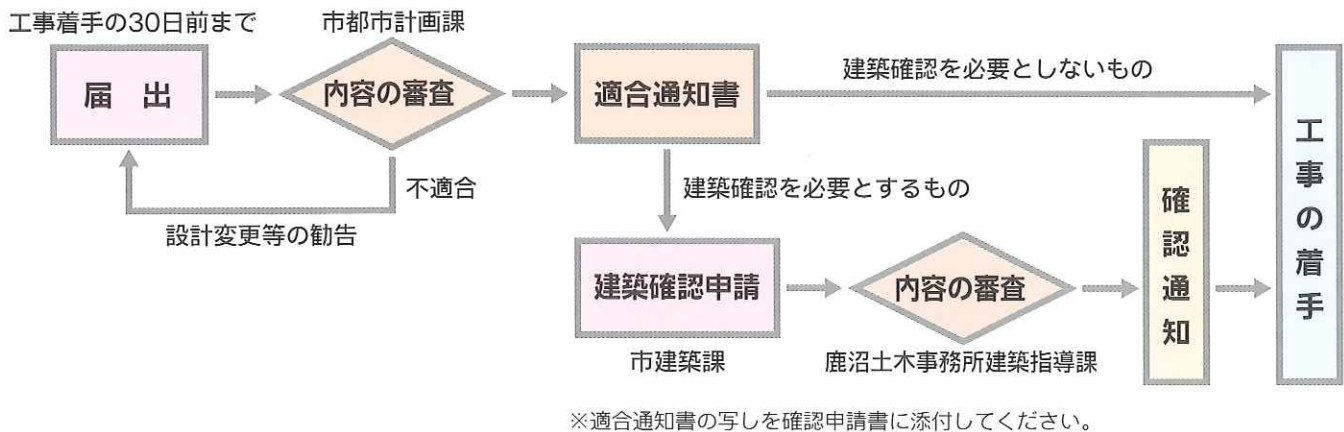 工事着手の30日前まで
市都市計画課
届 出
内容の審査
適合通知書
建築確認を必要としないもの
工事の着手
不適合
設計変更等の勧告
建築確認を必要とするもの
確認通知
建築確認申請
内容の審査
市建築課
鹿沼土木事務所建築指導課
※適合通知書の写しを確認申請書に添付してください。